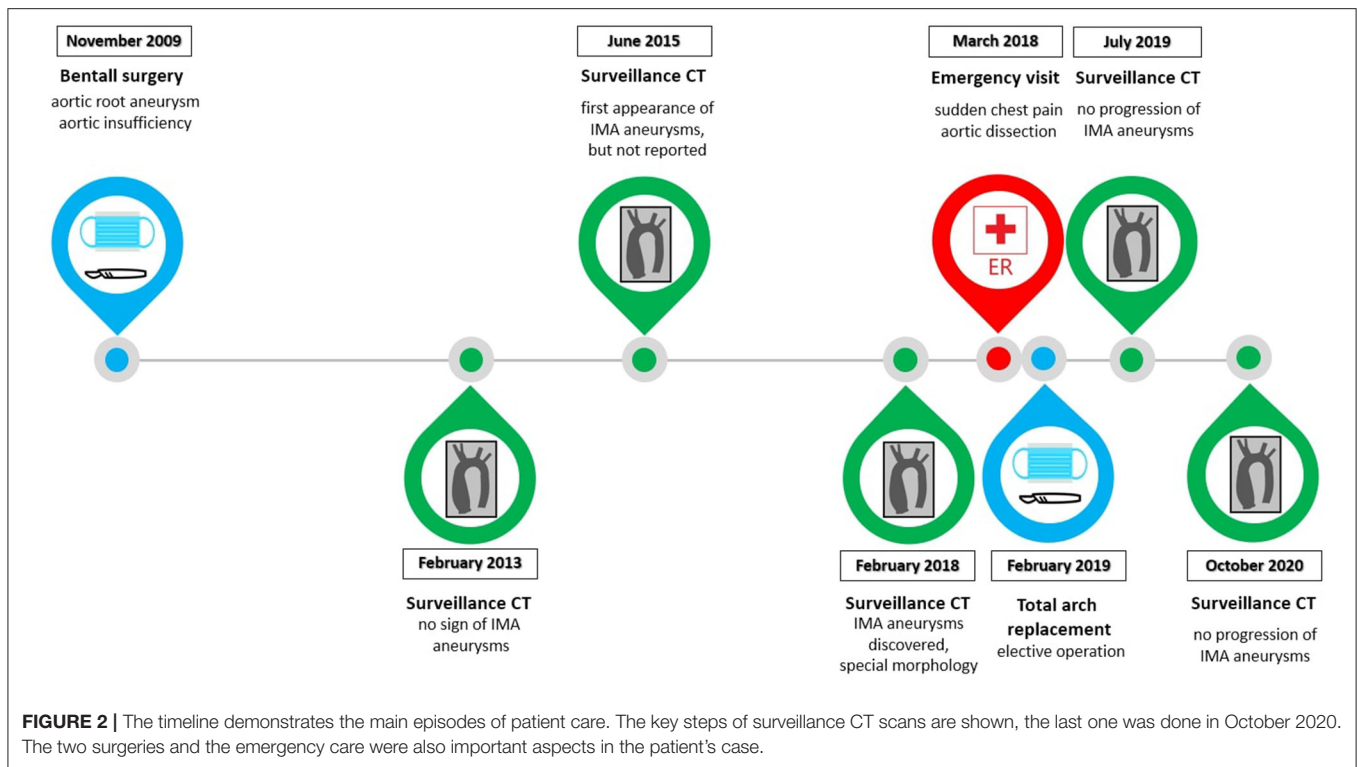 November 2009
Bentall surgery
aortic root aneurysm
aortic insufficiency
June 2015
Surveillance CT
first appearance of
IMA aneurysms,
but not reported
March 2018
Emergency visit
sudden chest pain
aortic dissection
July 2019
Surveillance CT
no progression of
IMA aneurysms
ER
February 2013
Surveillance CT
no sign of IMA
aneurysms
February 2018
Surveillance CT
IMA aneurysms
discovered,
special morphology
February 2019
Total arch
replacement
elective operation
October 2020
Surveillance CT
no progression of
IMA aneurysms
FIGURE 2 | The timeline demonstrates the main episodes of patient care. The key steps of surveillance CT scans are shown, the last one was done in October 2020.
The two surgeries and the emergency care were also important aspects in the patient's case.